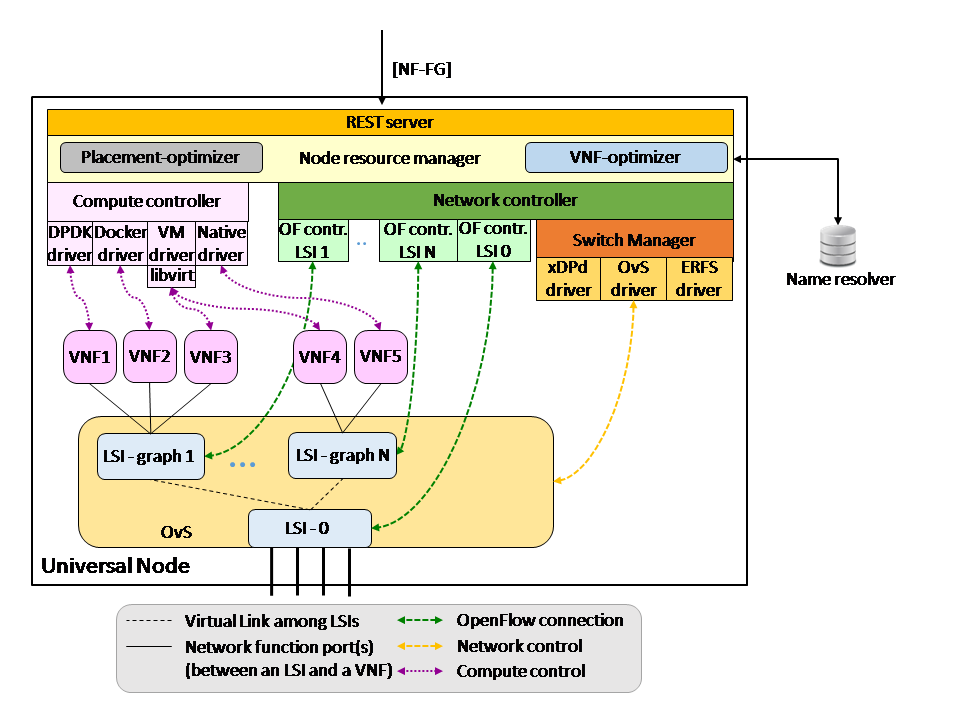 [NF-FG]
REST server
Placement-optimizer
Node resource manager
VNF-optimizer
Compute controller
Network controller
DPDK
driver
Docker
driver
VM
driver
libvirt
Native
driver
OF contr.
LSI 1
..
OF contr.
LSI N
OF contr.
LSI 0
Switch Manager
xDPd
driver
OvS
driver
ERFS
driver
Name resolver
VNF1
VNF2
VNF3
VNF4
VNF5
LSI - graph 1
...
LSI - graph N
OvS
LSI - 0
Universal Node
Virtual Link among LSIs
Network function port(s)
(between an LSI and a VNF)
OpenFlow connection
Network control
Compute control